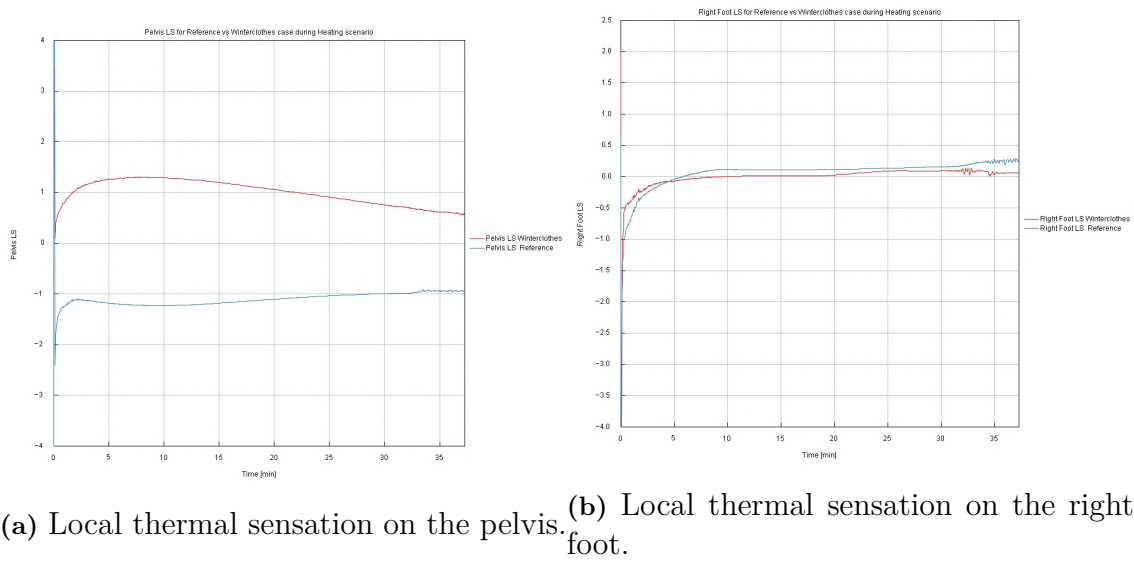 Pelvis LS for Reference vs Winterclothes case during Heating scenario
4
3
2
1
0
−1
−2
−3
−4
Pelvis LS
0 5 10 15 20 25 30 35
Time [min]
Pelvis LS Winterclothes
Pelvis LS Reference
(a) Local thermal sensation on the pelvis.
Right Foot LS for Reference vs Winterclothes case during Heating scenario
2.5
2.0
1.5
1.0
0.5
0.0
−0.5
−1.0
−1.5
−2.0
−2.5
−3.0
−3.5
−4.0
Right Foot LS
0 5 10 15 20 25 30 35
Time [min]
Right Foot LS Winterclothes
Right Foot LS Reference
(b) Local thermal sensation on the right
foot.